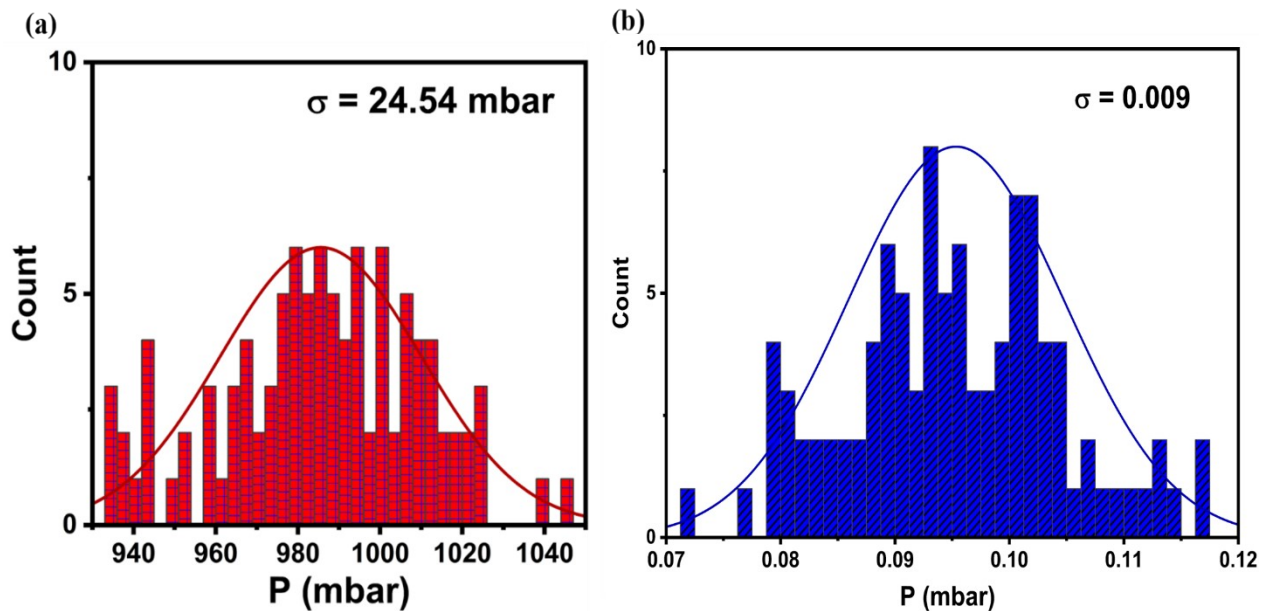 (a)
10
σ = 24.54 mbar
5
0
Count
940 960 980 1000 1020 1040
P (mbar)
(b)
10
σ = 0.009
5
0
Count
0.07 0.08 0.09 0.10 0.11 0.12
P (mbar)